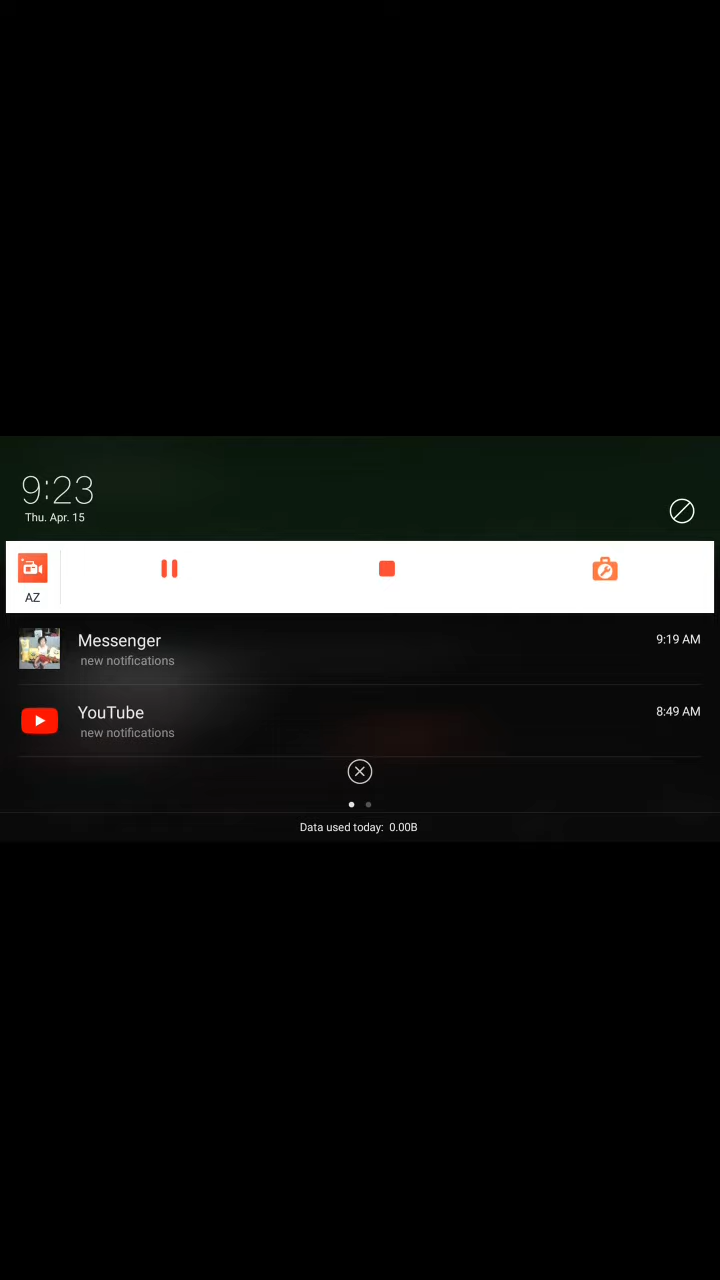 9:23
Thu. Apr. 15
AZ
Messenger
9:19 AM
new notifications
YouTube
8:49 AM
new notifications
Data used today: 0.00B